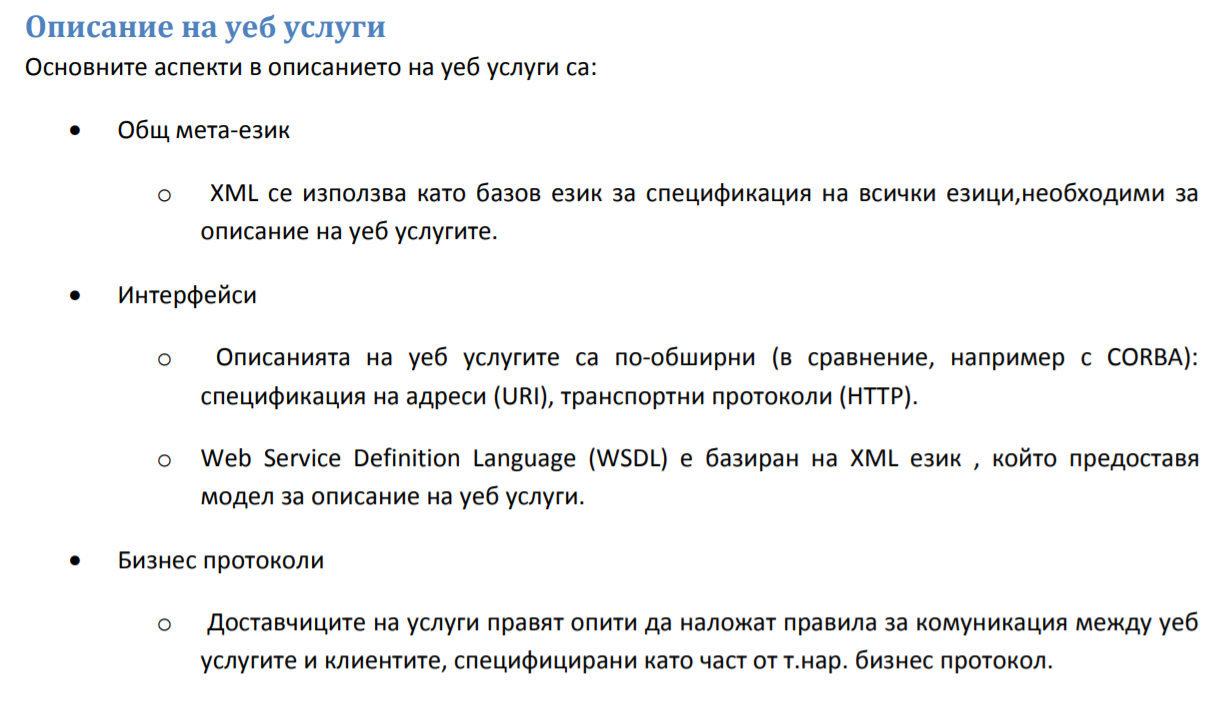 Описание на уеб услуги
Основните аспекти в описанието на уеб услуги са:
• Общ мета-език
o XML се използва като базов език за спецификация на всички езици,необходими за
описание на уеб услугите.
• Интерфейси
o Описанията на уеб услугите са по-обширни (в сравнение, например с CORBA):
спецификация на адреси (URI), транспортни протоколи (HTTP).
o Web Service Definition Language (WSDL) е базиран на XML език , който предоставя
модел за описание на уеб услуги.
• Бизнес протоколи
o Доставчиците на услуги правят опити да наложат правила за комуникация между уеб
услугите и клиентите, специфицирани като част от т.нар. бизнес протокол.